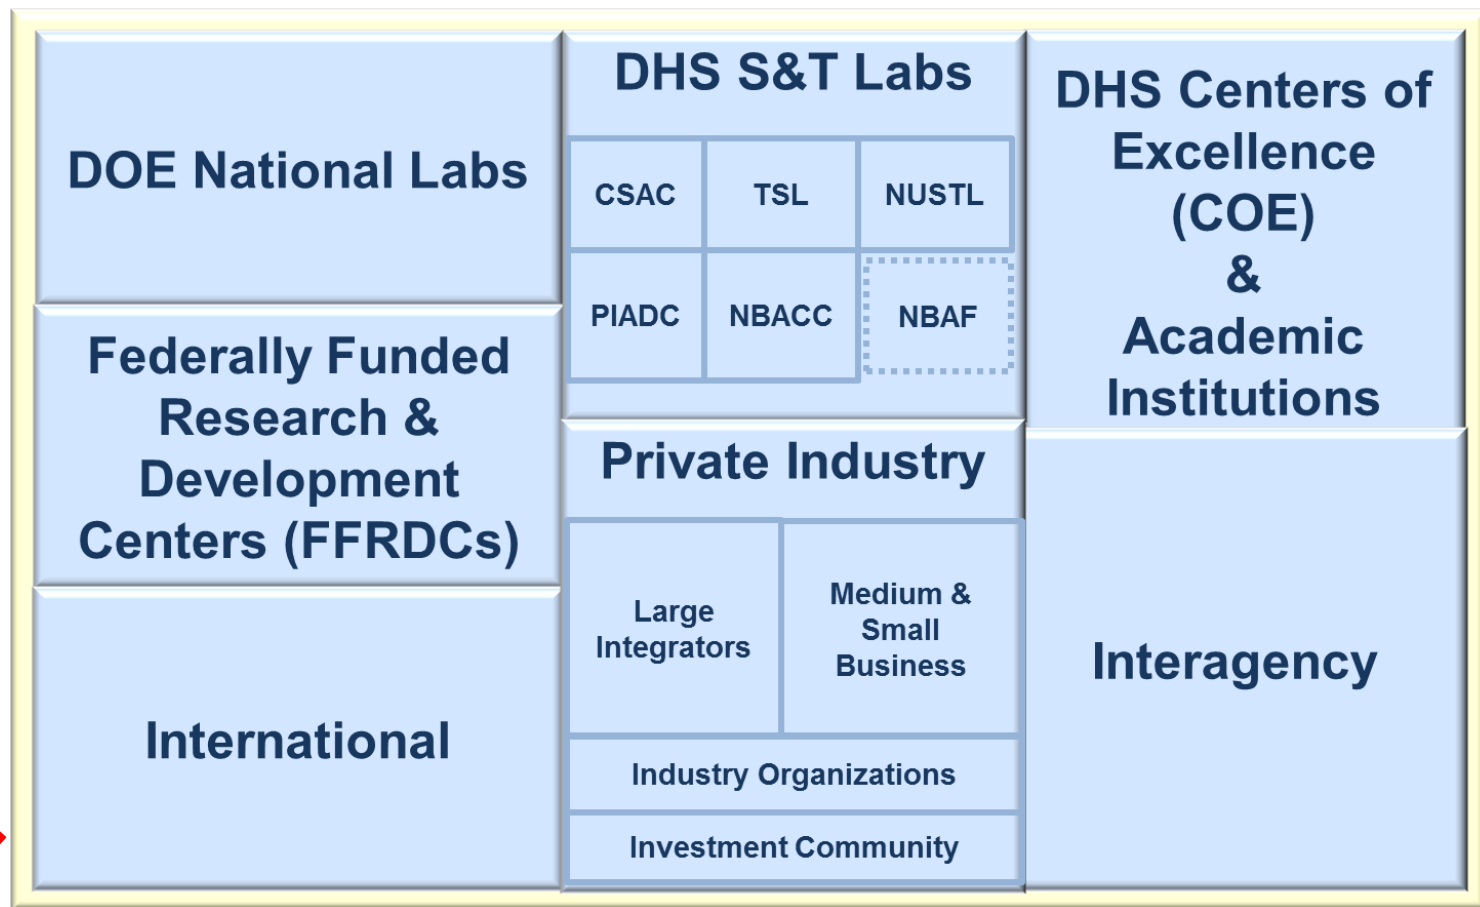 DOE National Labs
Federally Funded
Research &
Development
Centers (FFRDCs)
International
DHS S&T Labs
CSAC
TSL
NUSTL
PIADC
NBACC
NBAF
Private Industry
Large
Integrators
Medium &
Small
Business
Industry Organizations
Investment Community
DHS Centers of
Excellence
(COE)
&
Academic
Institutions
Interagency